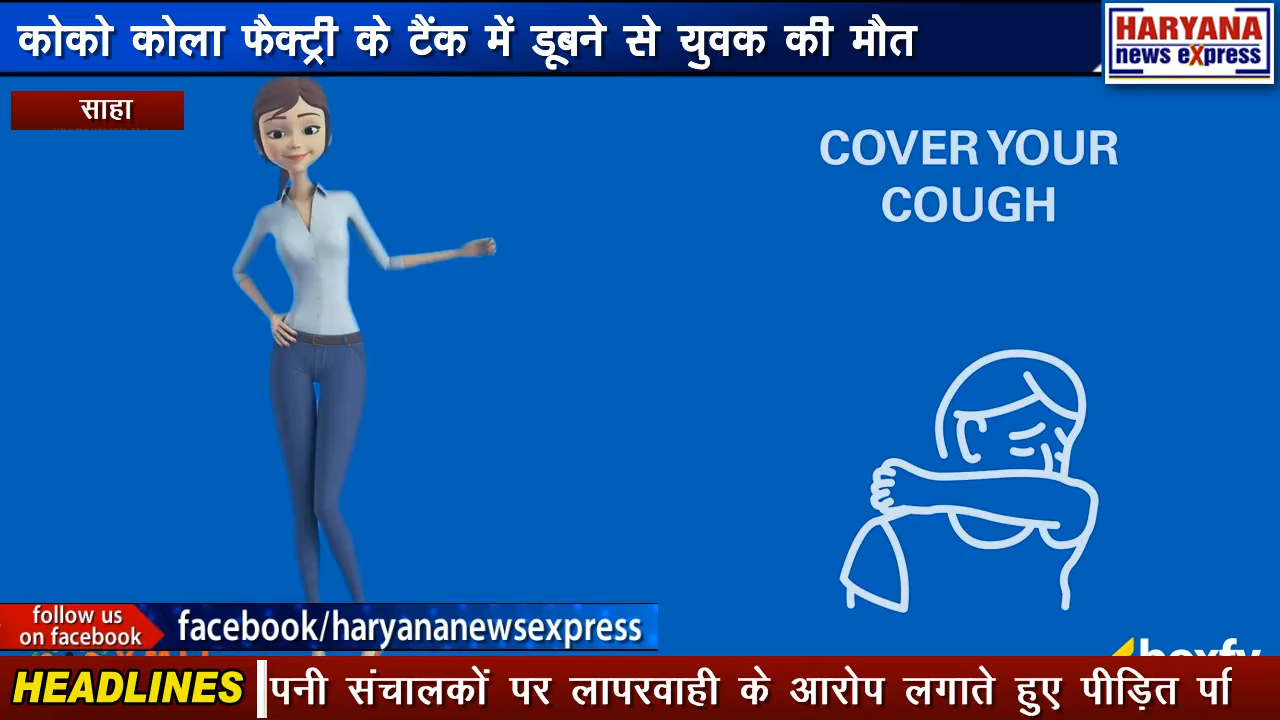 कोको कोला फैक्ट्री के टैंक में डूबने से युवक की मौत
HARYANA
news eXpress
साहा
COVER YOUR
COUGH
follow us
on facebook
facebook/haryananewsexpress
HEADLINES
पनी संचालकों पर लापरवाही के आरोप लगाते हुए पीड़ित र्पा